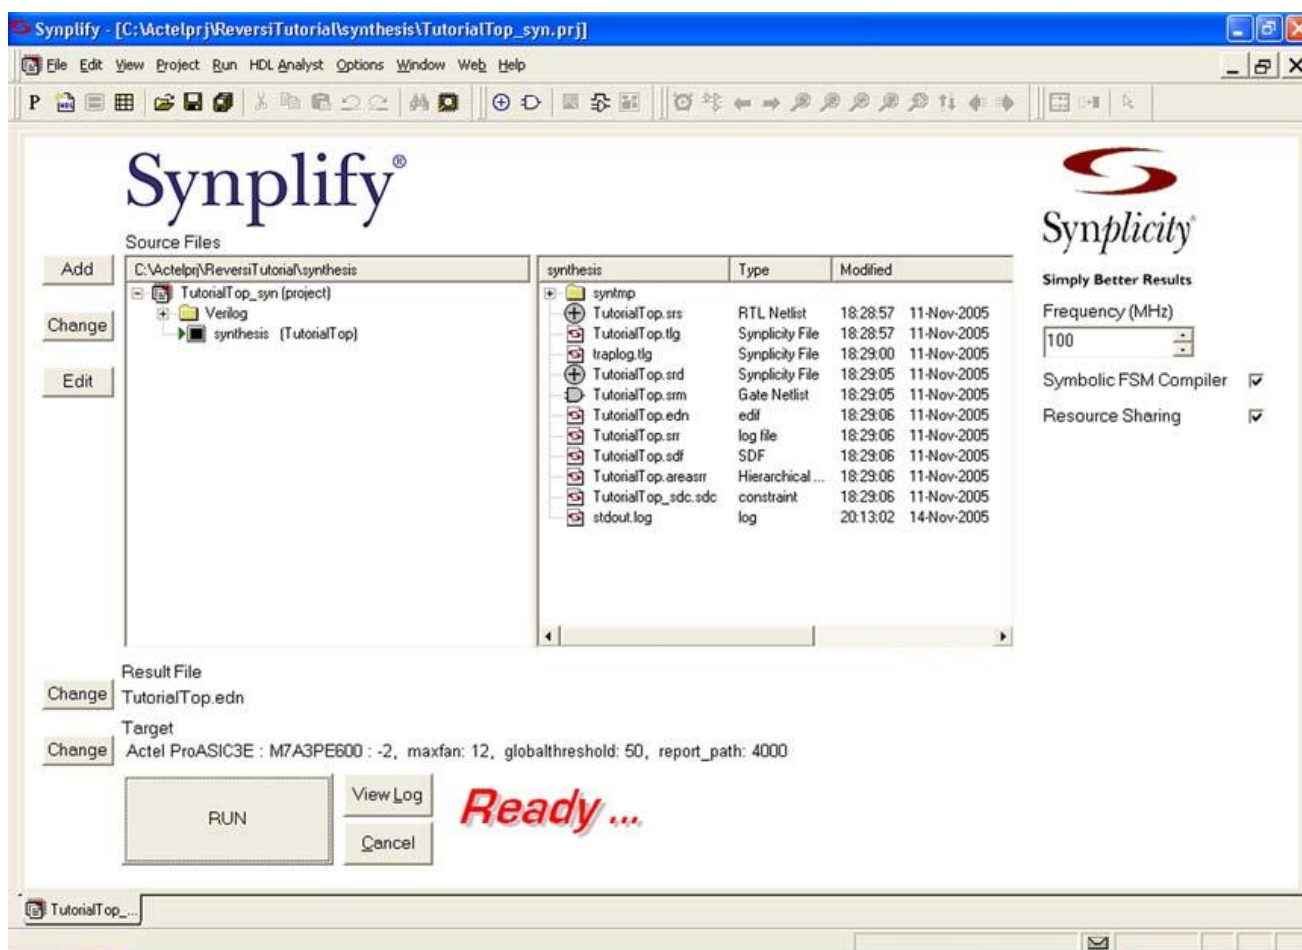 Synplify - [C:\Actelprj\ReversiTutorial\synthesis\TutorialTop_syn.prj]
File Edit View Project Run HDL Analyst Options Window Web Help
P
Synplify®
Synplicity®
Simply Better Results
Source Files
Add
Change
Edit
C:\Actelprj\ReversiTutorial\synthesis
TutorialTop_syn (project)
Verilog
synthesis (TutorialTop)
synthesis Type Modified
syntmp
TutorialTop.srs RTL Netlist 18:28:57 11-Nov-2005
TutorialTop.tlg Synplicity File 18:28:57 11-Nov-2005
traplog.tlg Synplicity File 18:29:00 11-Nov-2005
TutorialTop.srd Synplicity File 18:29:05 11-Nov-2005
TutorialTop.srm Gate Netlist 18:29:05 11-Nov-2005
TutorialTop.edn edif 18:29:06 11-Nov-2005
TutorialTop.srr log file 18:29:06 11-Nov-2005
TutorialTop.sdf SDF 18:29:06 11-Nov-2005
TutorialTop.areasrr Hierarchical ... 18:29:06 11-Nov-2005
TutorialTop_sdc.sdc constraint 18:29:06 11-Nov-2005
stdout.log log 20:13:02 14-Nov-2005
Frequency (MHz)
100
Symbolic FSM Compiler
Resource Sharing
Result File
Change TutorialTop.edn
Target
Change Actel ProASIC3E : M7A3PE600 : -2, maxfan: 12, globalthreshold: 50, report_path: 4000
RUN
View Log
Cancel
Ready ...
TutorialTop_...